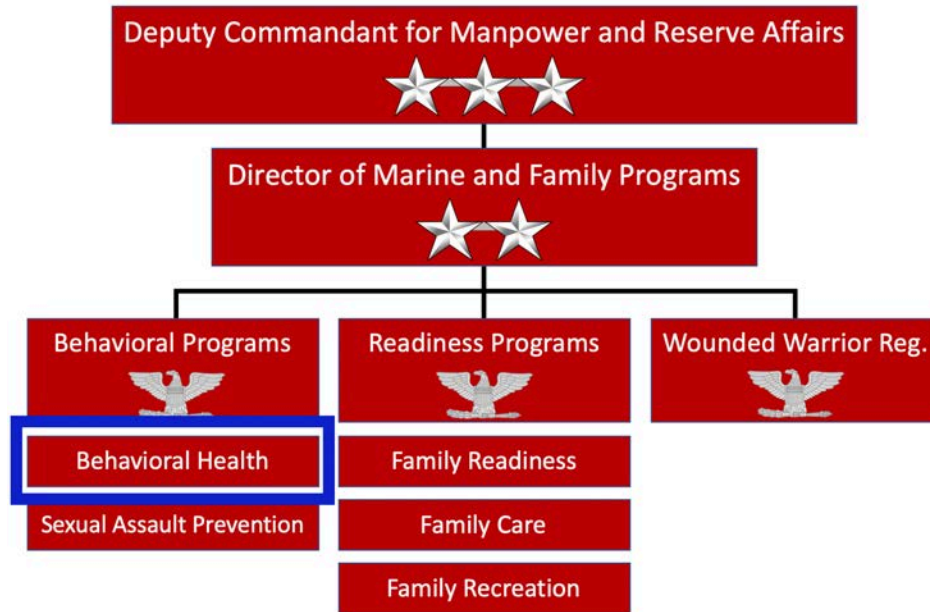 Deputy Commandant for Manpower and Reserve Affairs
Director of Marine and Family Programs
Behavioral Programs
Readiness Programs
Wounded Warrior Reg.
Behavioral Health
Family Readiness
Sexual Assault Prevention
Family Care
Family Recreation